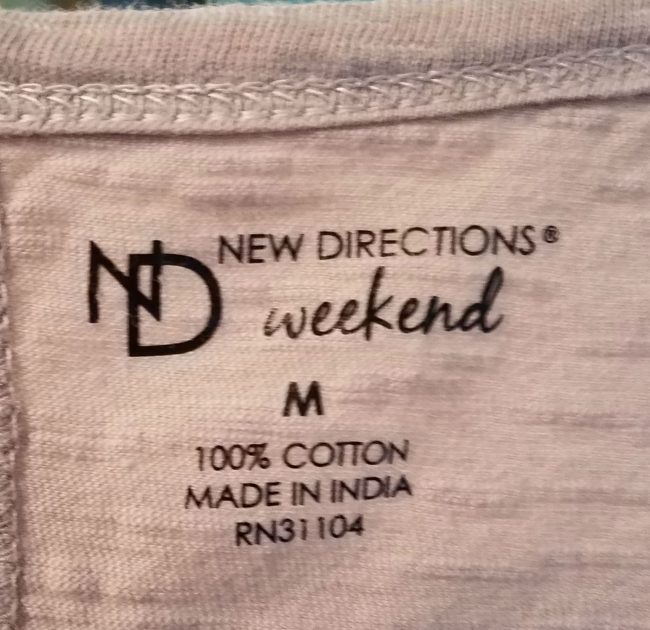 ND NEW DIRECTIONS®
weekend
M
100% COTTON
MADE IN INDIA
RN31104